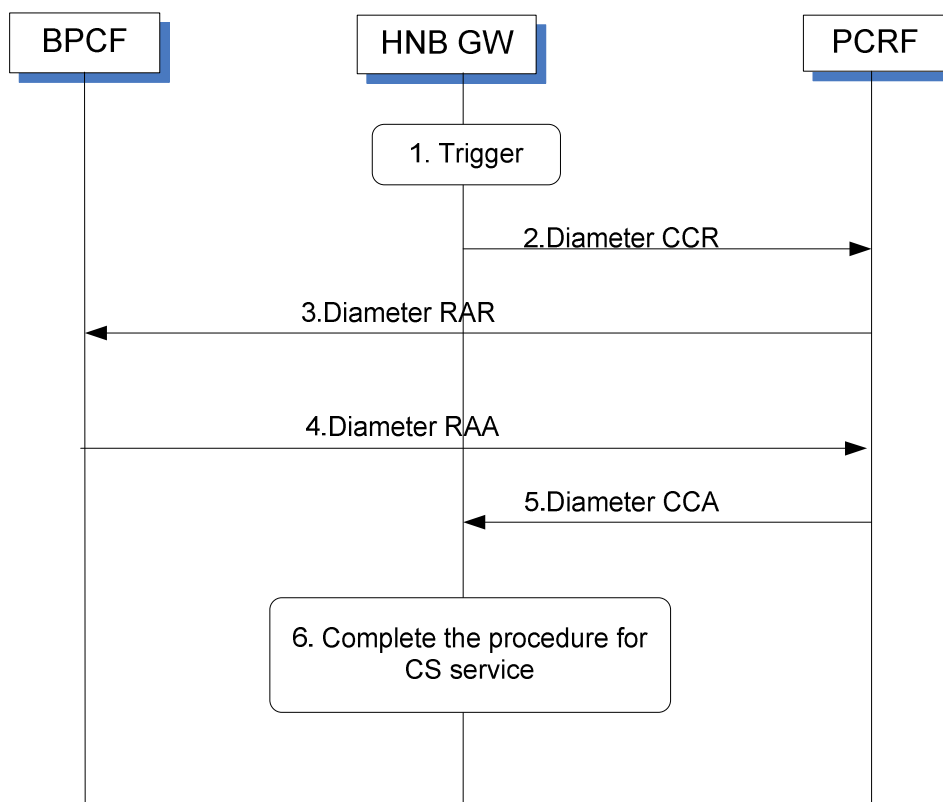 BPCF
HNB GW
PCRF
1. Trigger
2.Diameter CCR
3.Diameter RAR
4.Diameter RAA
5.Diameter CCA
6. Complete the procedure for
CS service